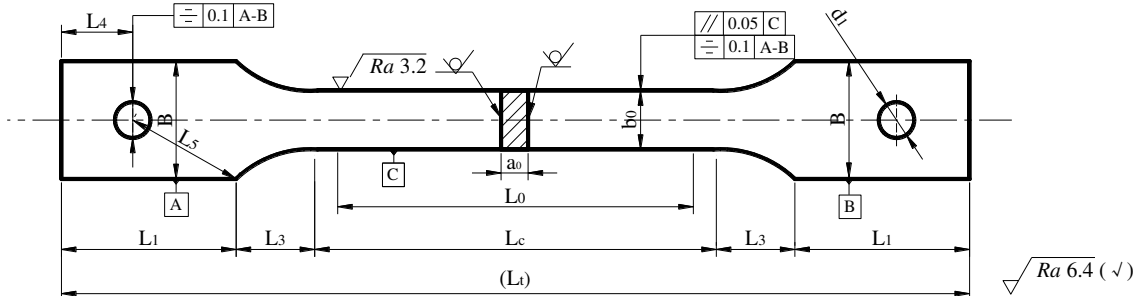 L4
⌯ 0.1 A-B
Ra 3.2
// 0.05 C
⌯ 0.1 A-B
d1
B
L5
b0
B
A
C
a0
B
L0
L1
L3
Lc
L3
L1
(Lt)
Ra 6.4 (√)